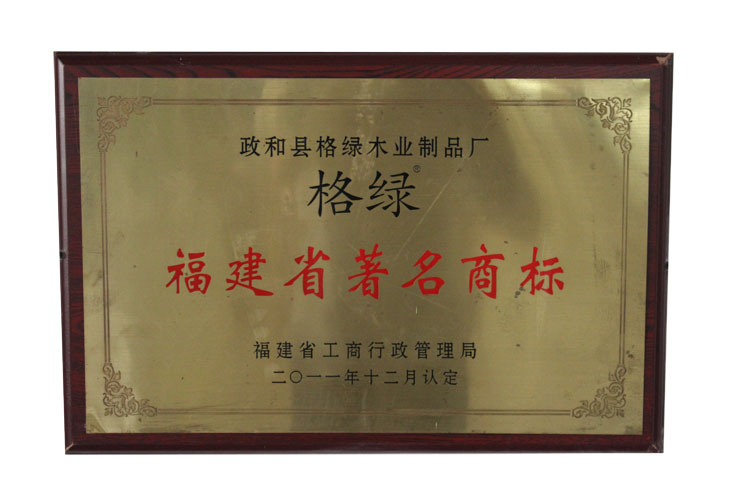 政和县格绿木业制品厂
格绿®
福建省著名商标
福建省工商行政管理局
二〇一一年十二月认定